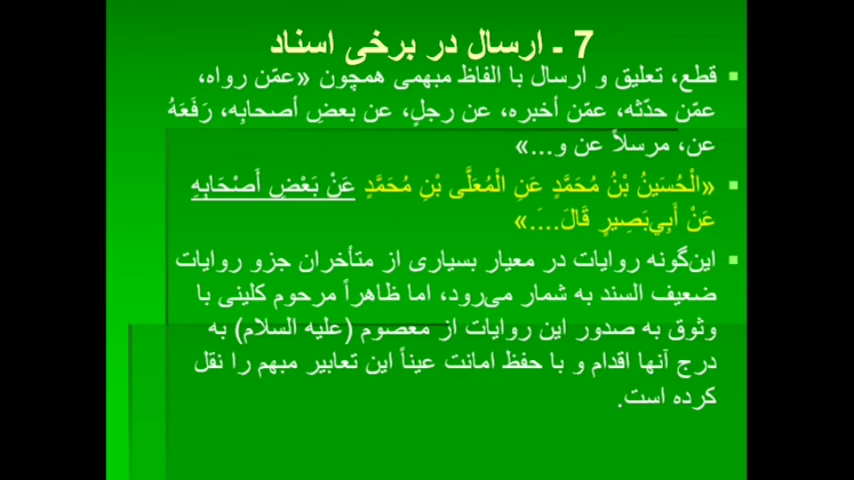 7 ـ ارسال در برخی اسناد
قطع، تعلیق و ارسال با الفاظ مبهمی همچون «عمّن رواه،
عمّن حدّثه، عمّن أخبره، عن رجلٍ، عن بعضِ أصحابِه، رَفَعَهُ
عن، مرسلاً عن و...»
«الْحُسَيْنُ بْنُ مُحَمَّدٍ عَنِ الْمُعَلَّى بْنِ مُحَمَّدٍ عَنْ بَعْضِ أَصْحَابِهِ
عَنْ أَبِي‌بَصِيرٍ قَالَ....َ.»
این‌گونه روایات در معیار بسیاری از متأخران جزو روایات
ضعیف السند به شمار می‌رود، اما ظاهراً مرحوم کلینی با
وثوق به صدور این روایات از معصوم (علیه السلام) به
درج آنها اقدام و با حفظ امانت عیناً این تعابیر مبهم را نقل
کرده است.